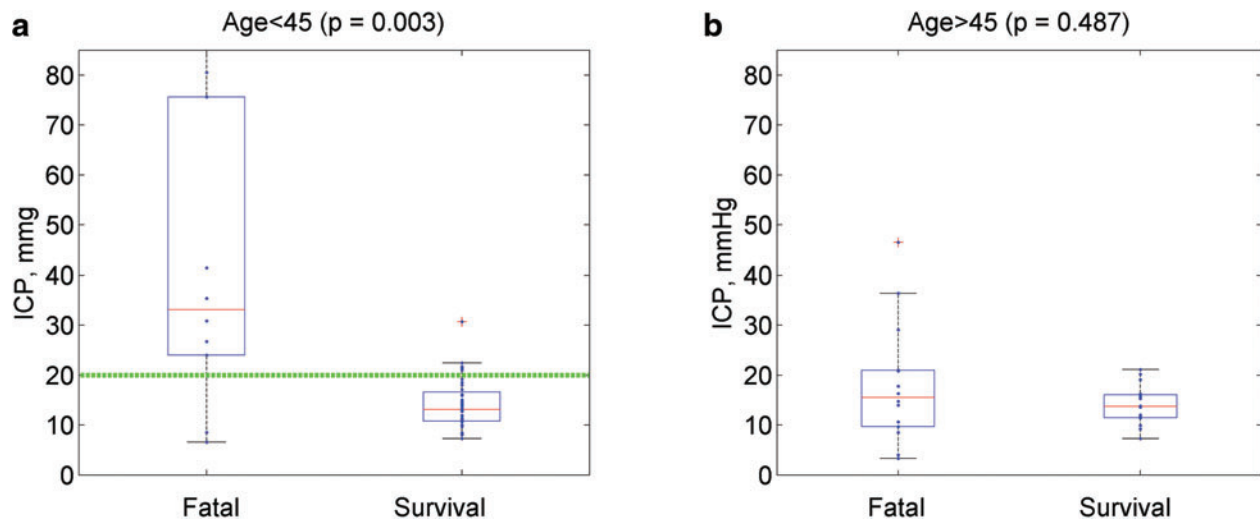 a
Age<45 (p = 0.003)
ICP, mmg
80
70
60
50
40
30
20
10
0
Fatal Survival
b
Age>45 (p = 0.487)
ICP, mmHg
80
70
60
50
40
30
20
10
0
Fatal Survival